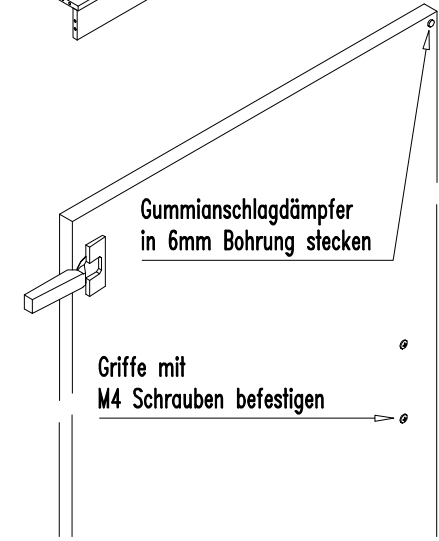 Gummianschlagdämpfer
in 6mm Bohrung stecken
Griffe mit
M4 Schrauben befestigen